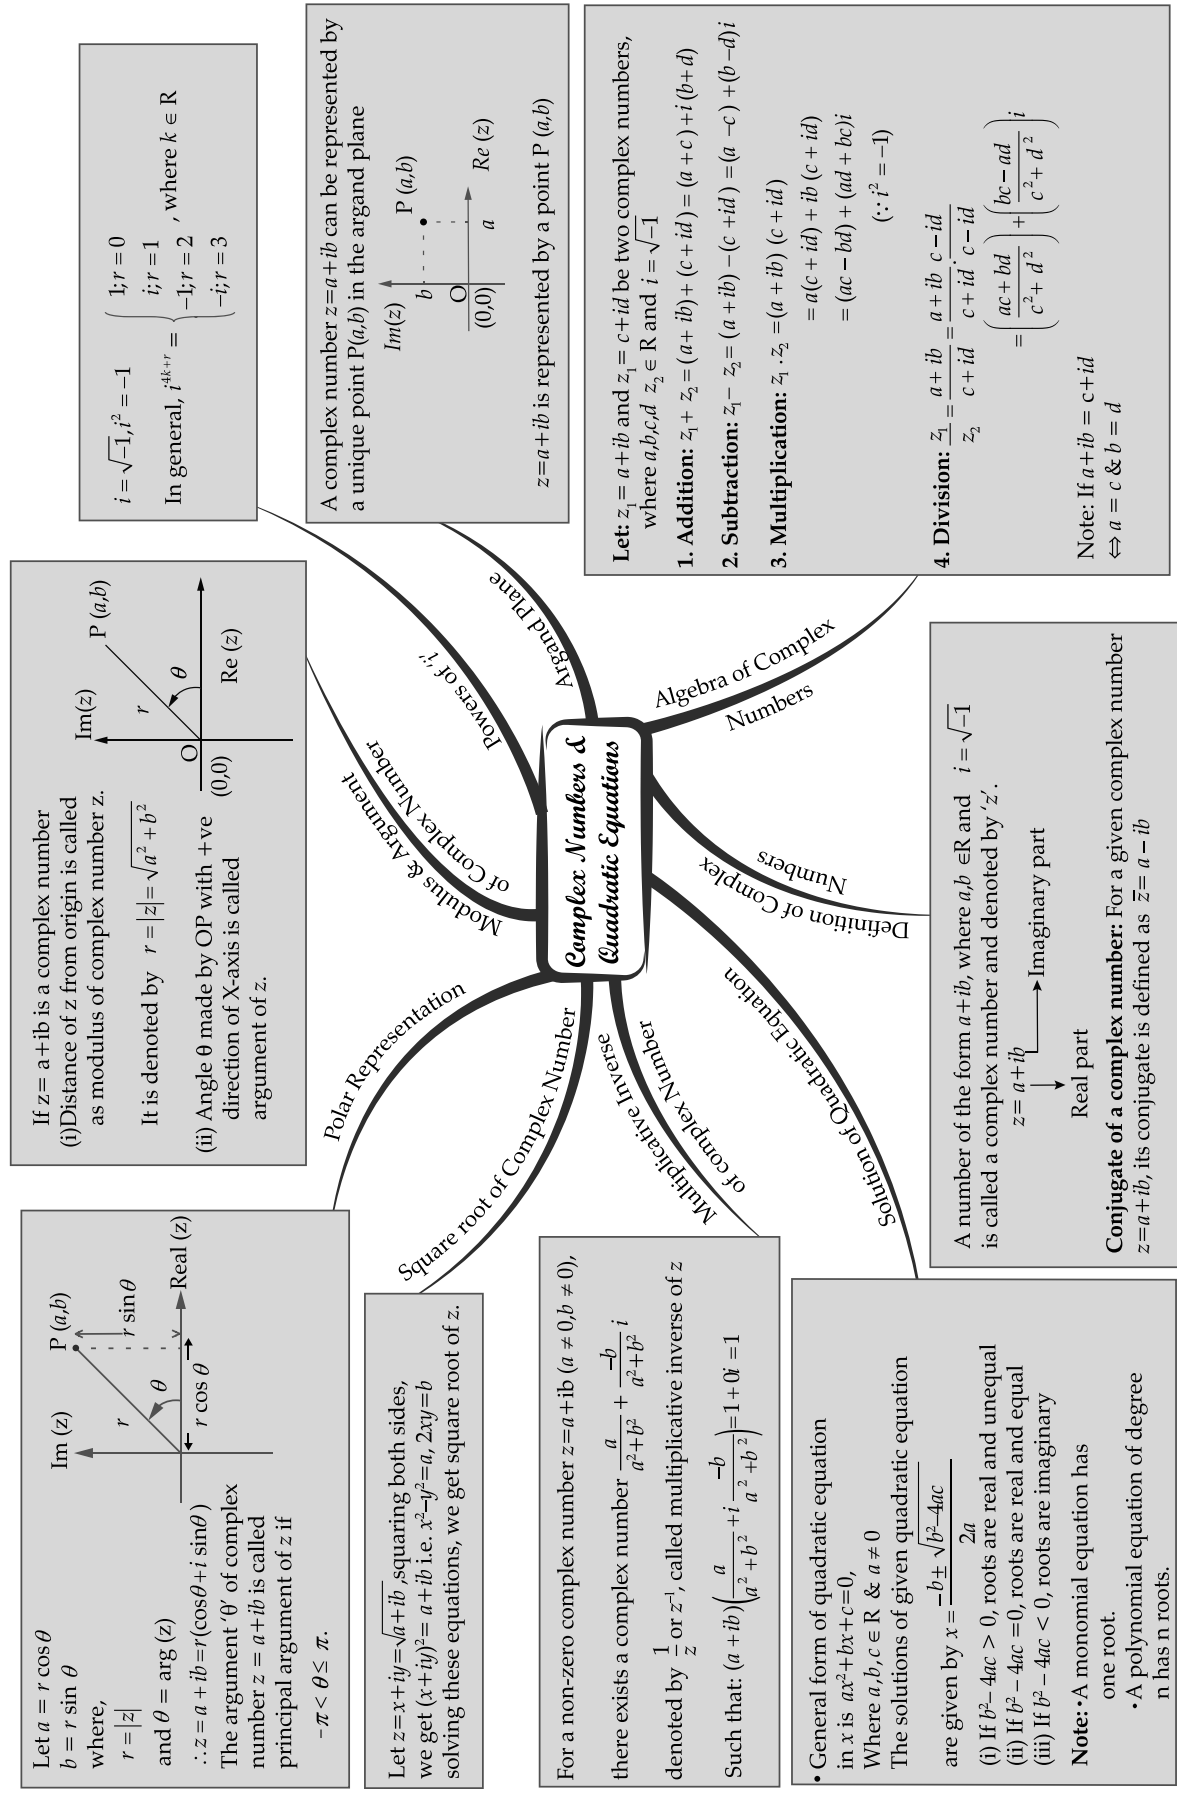 Complex Numbers &
Quadratic Equations
Polar Representation
Let a = r cosθ
b = r sin θ
where,
r = |z|
and θ = arg (z)
∴ z = a + ib = r(cosθ + i sinθ )
The argument 'θ' of complex
number z = a+ib is called
principal argument of z if
–π < θ ≤ π.
Im (z)
P (a,b)
r
θ
r sinθ
r cos θ
Real (z)
Modulus & Argument
of Complex Number
If z= a+ib is a complex number
(i)Distance of z from origin is called
as modulus of complex number z.
It is denoted by r = |z| = √a² + b²
(ii) Angle θ made by OP with +ve
direction of X-axis is called
argument of z.
Im(z)
P (a,b)
r
θ
O
(0,0)
Re (z)
Powers of 'i'
i = √–1, i² = –1
In general, i⁴ᵏ⁺ʳ = { 1; r = 0
i; r = 1
–1; r = 2
–i; r = 3
, where k ∈ R
Argand Plane
A complex number z=a+ib can be represented by
a unique point P(a,b) in the argand plane
Im(z)
b
P (a,b)
O
(0,0)
a
Re (z)
z=a+ib is represented by a point P (a,b)
Algebra of Complex
Numbers
Let: z₁= a+ib and z₁= c+id be two complex numbers,
where a,b,c,d z₂ ∈ R and i = √–1
1. Addition: z₁+ z₂ = (a+ ib)+ (c+id) = (a+c)+i (b+d)
2. Subtraction: z₁– z₂= (a+ib) –(c +id ) =(a –c ) +(b –d)i
3. Multiplication: z₁ . z₂ =(a + ib) (c + id )
= a(c + id) + ib (c + id)
= (ac – bd) + (ad + bc)i
(∵ i² = –1)
4. Division: z₁/z₂ = (a+ib)/(c+id) = (a+ib)/(c+id) . (c–id)/(c–id)
= ((ac+bd)/(c²+d²)) + ((bc–ad)/(c²+d²)) i
Note: If a+ib = c+id
⇔ a = c & b = d
Definition of Complex
Numbers
A number of the form a+ib, where a,b ∈R and i = √–1
is called a complex number and denoted by 'z'.
z= a+ib
Imaginary part
Real part
Conjugate of a complex number: For a given complex number
z=a+ib, its conjugate is defined as z̄= a – ib
Solution of Quadratic Equation
• General form of quadratic equation
in x is ax²+bx+c=0,
Where a,b,c ∈ R & a ≠ 0
The solutions of given quadratic equation
are given by x = (–b± √b²–4ac)/2a
(i) If b²– 4ac > 0, roots are real and unequal
(ii) If b² – 4ac =0, roots are real and equal
(iii) If b² – 4ac < 0, roots are imaginary
Note: •A monomial equation has
one root.
•A polynomial equation of degree
n has n roots.
Multiplicative Inverse
of complex Number
For a non-zero complex number z=a+ib (a ≠ 0,b ≠ 0),
there exists a complex number a/(a²+b²) + –b/(a²+b²) i
denoted by 1/z or z⁻¹, called multiplicative inverse of z
Such that: (a + ib)(a/(a²+b²) +i –b/(a²+b²))=1 + 0i =1
Square root of Complex Number
Let z=x+iy=√a+ib ,squaring both sides,
we get (x+iy)²= a+ib i.e. x²–y²=a, 2xy=b
solving these equations, we get square root of z.